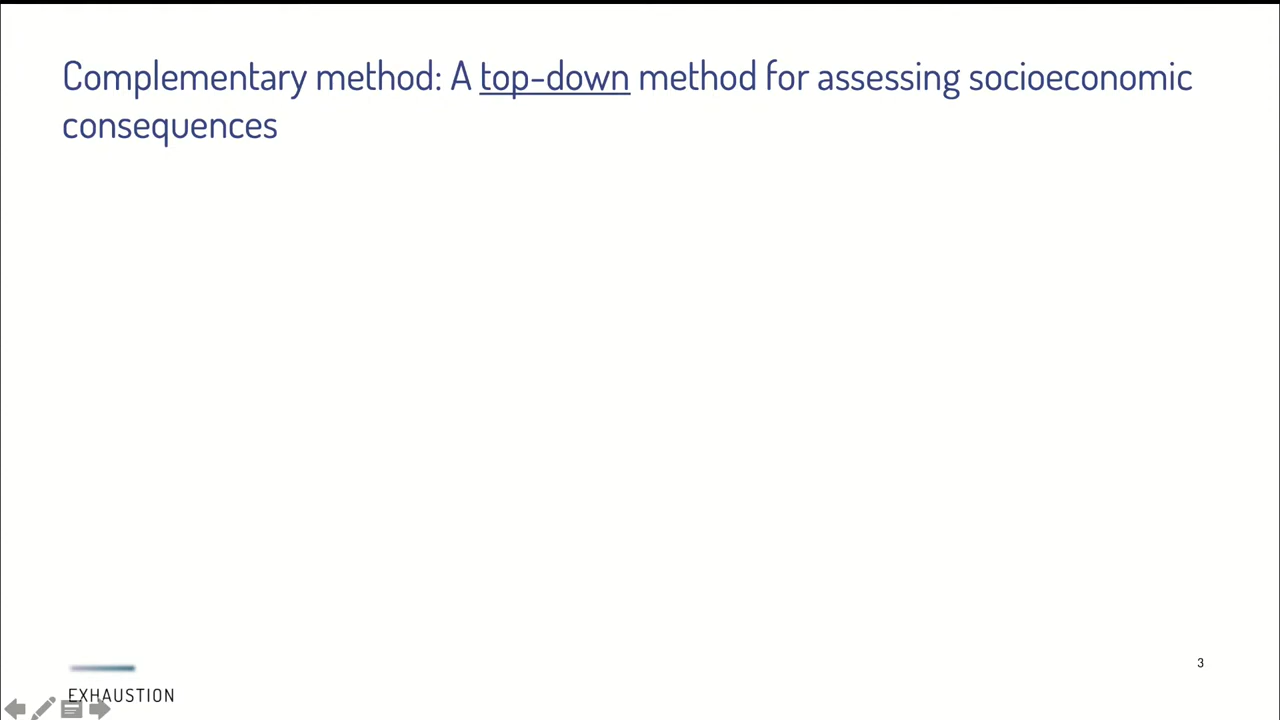 Complementary method: A top-down method for assessing socioeconomic
consequences
3
EXHAUSTION